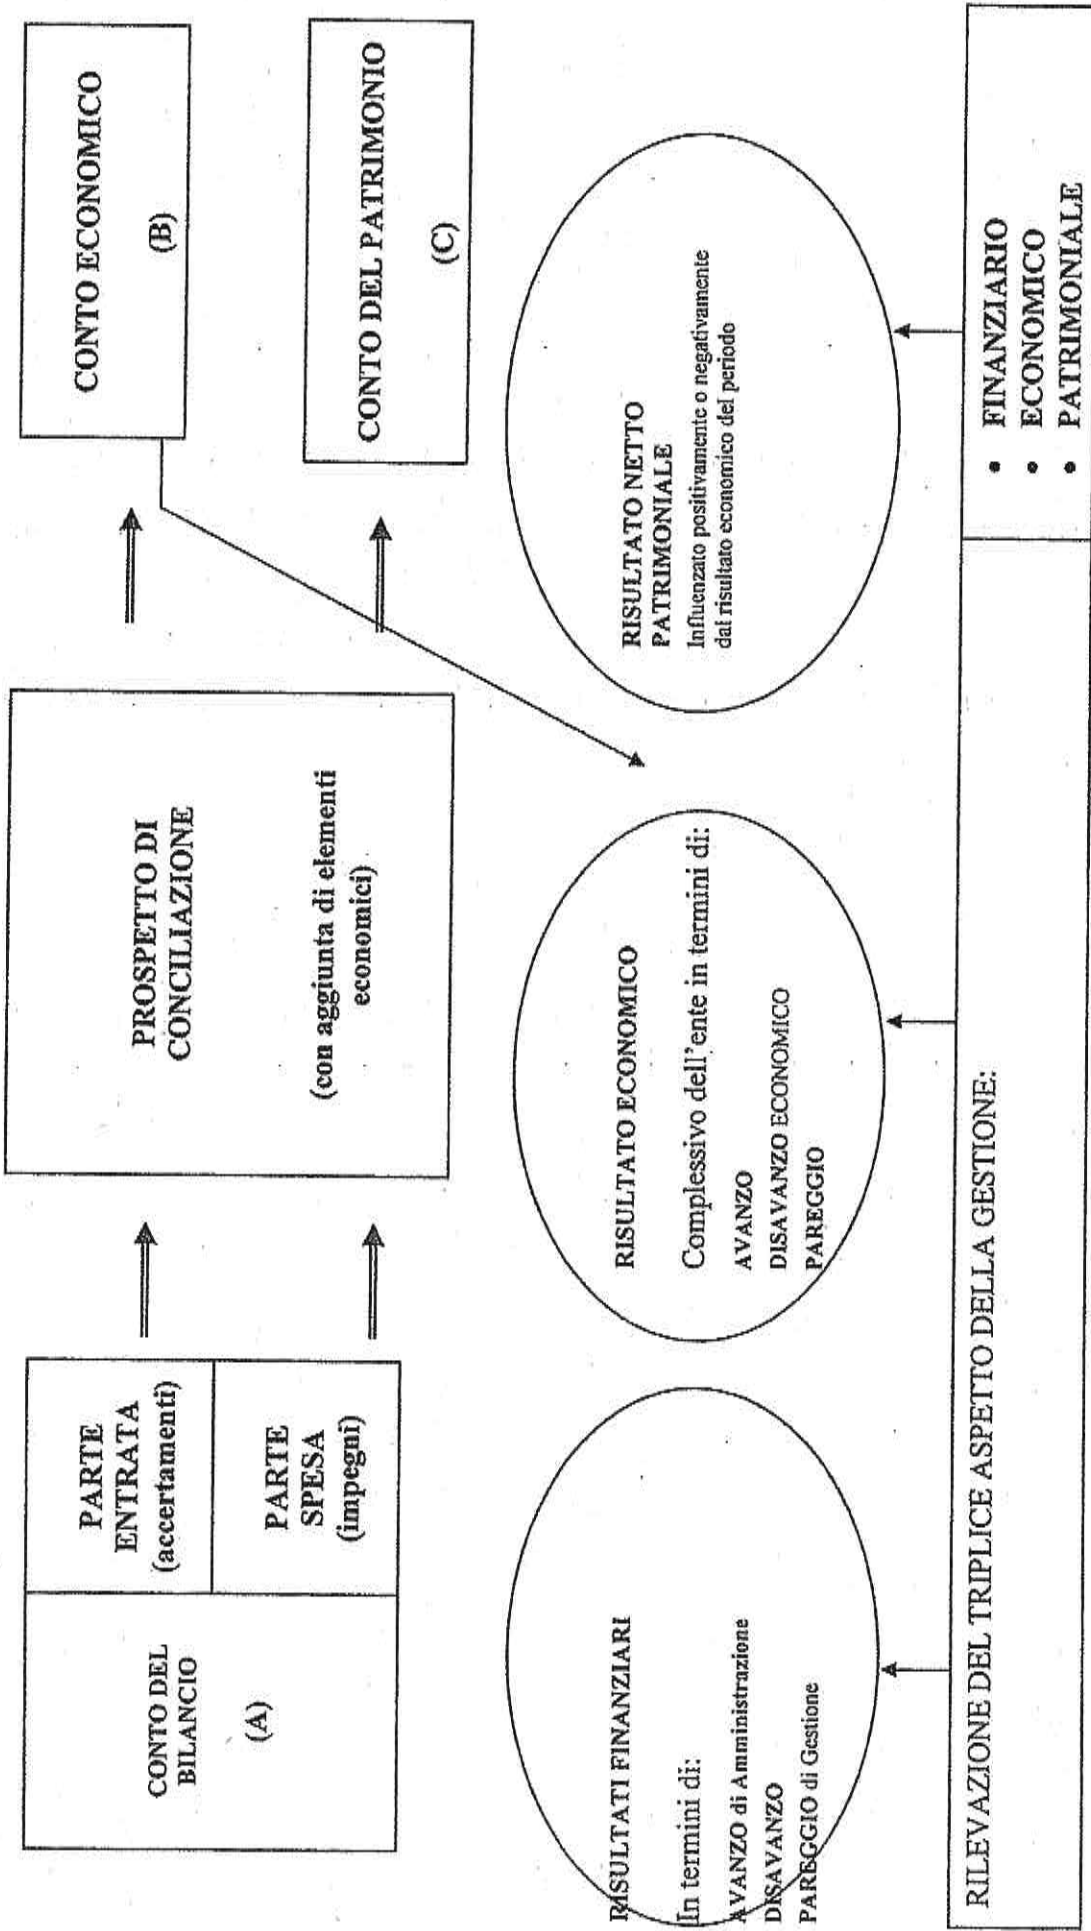 CONTO DEL
BILANCIO
(A)
PARTE
ENTRATA
(accertamenti)
PARTE
SPESA
(impegni)
PROSPETTO DI
CONCILIAZIONE
(con aggiunta di elementi
economici)
CONTO ECONOMICO
(B)
CONTO DEL PATRIMONIO
(C)
RISULTATI FINANZIARI
In termini di:
AVANZO di Amministrazione
DISAVANZO
PAREGGIO di Gestione
RISULTATO ECONOMICO
Complessivo dell'ente in termini di:
AVANZO
DISAVANZO ECONOMICO
PAREGGIO
RISULTATO NETTO
PATRIMONIALE
Influenzato positivamente o negativamente
dal risultato economico del periodo
RILEVAZIONE DEL TRIPLICE ASPETTO DELLA GESTIONE:
• FINANZIARIO
• ECONOMICO
• PATRIMONIALE